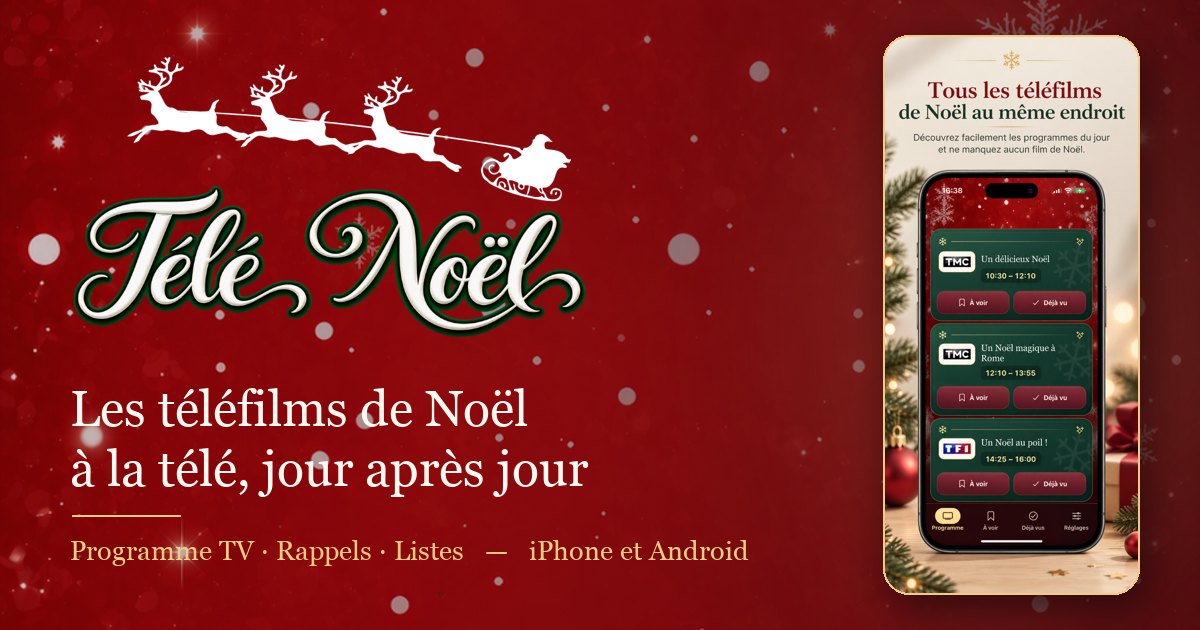 Télé Noël
Les téléfilms de Noël
à la télé, jour après jour
Programme TV · Rappels · Listes — iPhone et Android
Tous les téléfilms
de Noël au même endroit
Découvrez facilement les programmes du jour
et ne manquez aucun film de Noël.
16:38
TMC
Un délicieux Noël
10:30 – 12:10
À voir
Déjà vu
TMC
Un Noël magique à
Rome
12:10 – 13:55
À voir
Déjà vu
TF1
Un Noël au poil !
14:25 – 16:00
À voir
Déjà vu
Programme
À voir
Déjà vus
Réglages